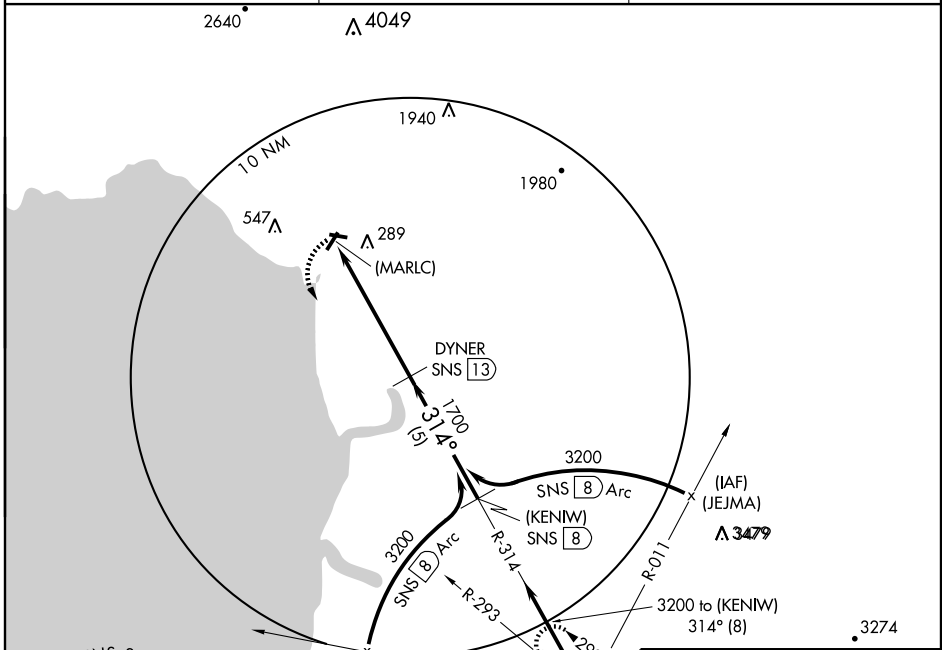 2640
4049
1940
10 NM
1980
547
289
(MARLC)
DYNER
SNS 13
1700
314°
(5)
3200
SNS 8 Arc
(IAF)
(JEJMA)
(KENIW)
SNS 8
3479
3200
SNS 8 Arc
R-314
R-011
R-293
3200 to (KENIW)
314° (8)
3274